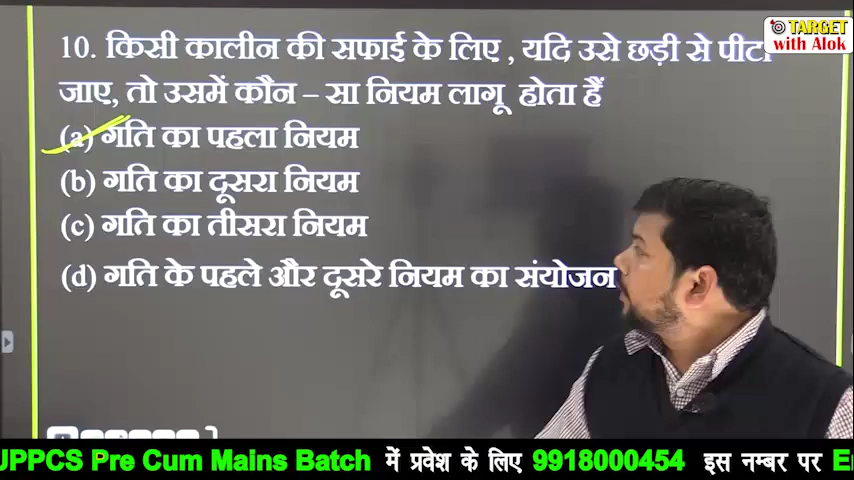 TARGET
with Alok
10. किसी कालीन की सफाई के लिए , यदि उसे छड़ी से पीटा
जाए, तो उसमें कौन – सा नियम लागू होता हैं
(a) गति का पहला नियम
(b) गति का दूसरा नियम
(c) गति का तीसरा नियम
(d) गति के पहले और दूसरे नियम का संयोजन
UPPCS Pre Cum Mains Batch में प्रवेश के लिए 9918000454 इस नम्बर पर